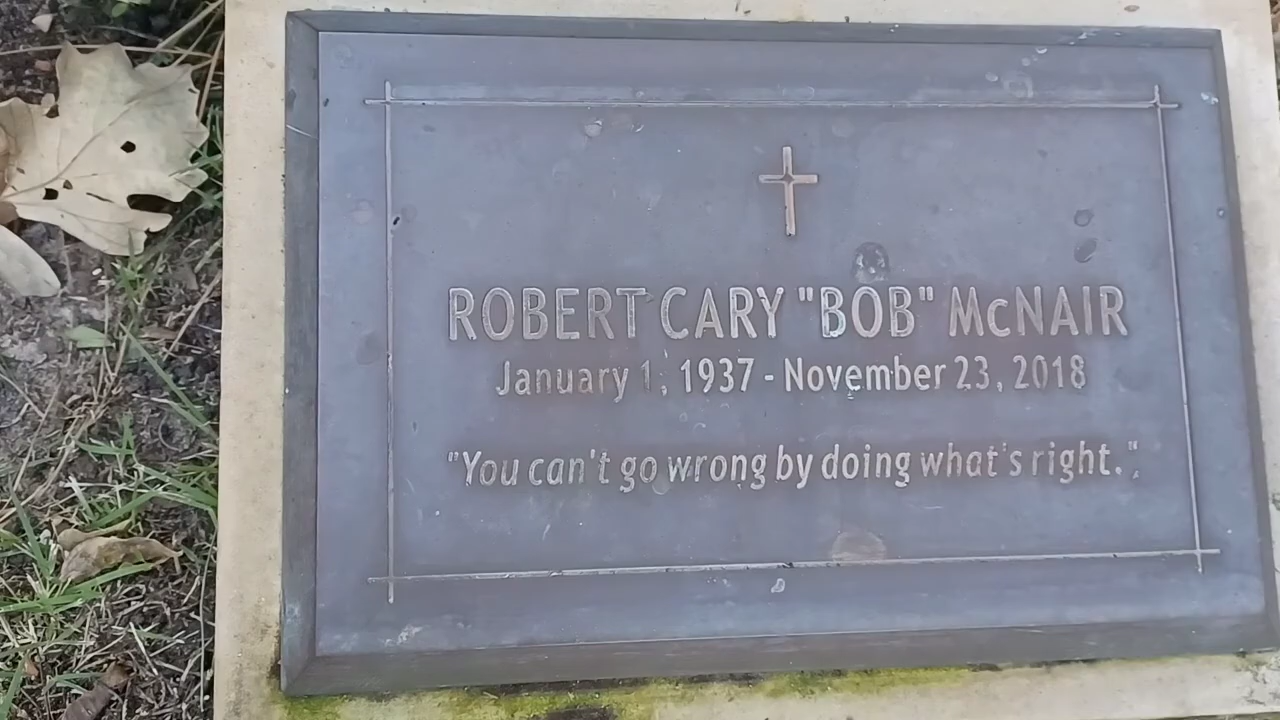 ROBERT CARY "BOB" McNAIR
January 1, 1937 - November 23, 2018
"You can't go wrong by doing what's right."